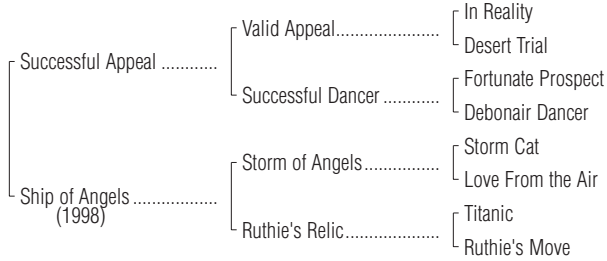 In Reality
Valid Appeal....................
Desert Trial
Successful Appeal ............
Fortunate Prospect
Successful Dancer ............
Debonair Dancer
Storm Cat
Storm of Angels................
Love From the Air
Ship of Angels ..................
(1998)
Titanic
Ruthie's Relic....................
Ruthie's Move